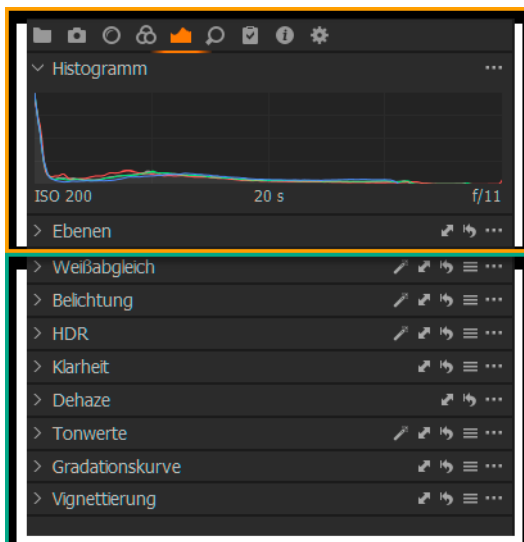 Histogramm
ISO 200 20 s f/11
Ebenen
Weißabgleich
Belichtung
HDR
Klarheit
Dehaze
Tonwerte
Gradationskurve
Vignettierung